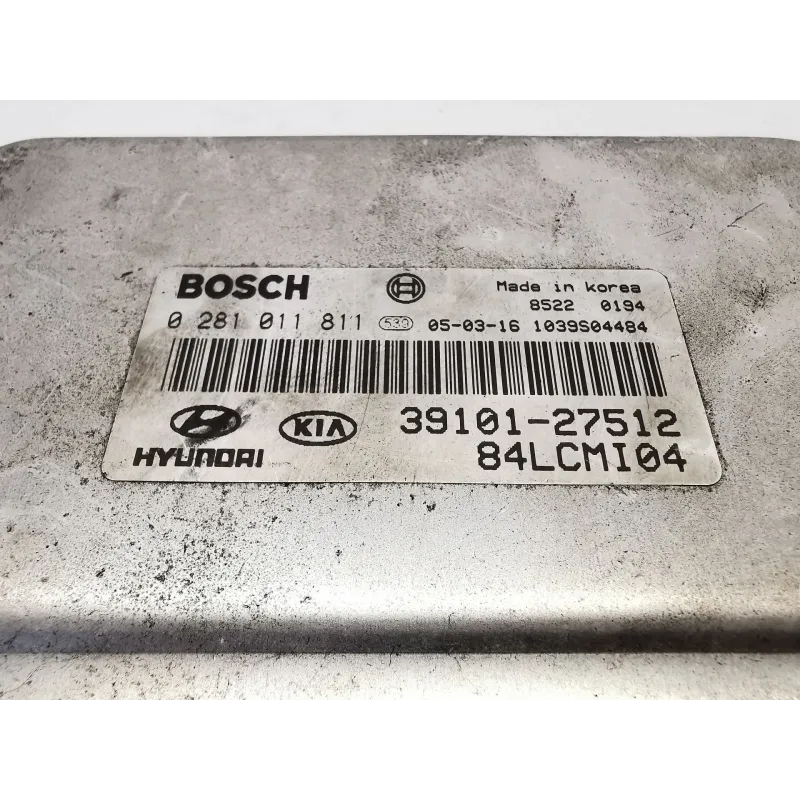 BOSCH
Made in Korea
8522 0194
0 281 011 811 530 05-03-16 1039S04484
HYUNDAI KIA 39101-27512
84LCMI04